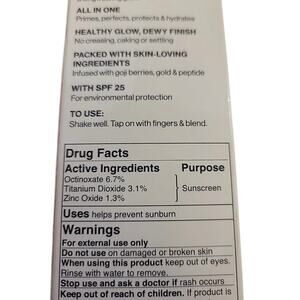 ALL IN ONE
Primes, perfects, protects & hydrates
HEALTHY GLOW, DEWY FINISH
No creasing, caking or settling
PACKED WITH SKIN-LOVING
INGREDIENTS
Infused with goji berries, gold & peptide
WITH SPF 25
For environmental protection
TO USE:
Shake well. Tap on with fingers & blend.
Drug Facts
Active Ingredients Purpose
Octinoxate 6.7%
Titanium Dioxide 3.1% Sunscreen
Zinc Oxide 1.3%
Uses helps prevent sunburn
Warnings
For external use only
Do not use on damaged or broken skin
When using this product keep out of eyes.
Rinse with water to remove.
Stop use and ask a doctor if rash occurs
Keep out of reach of children. If product is